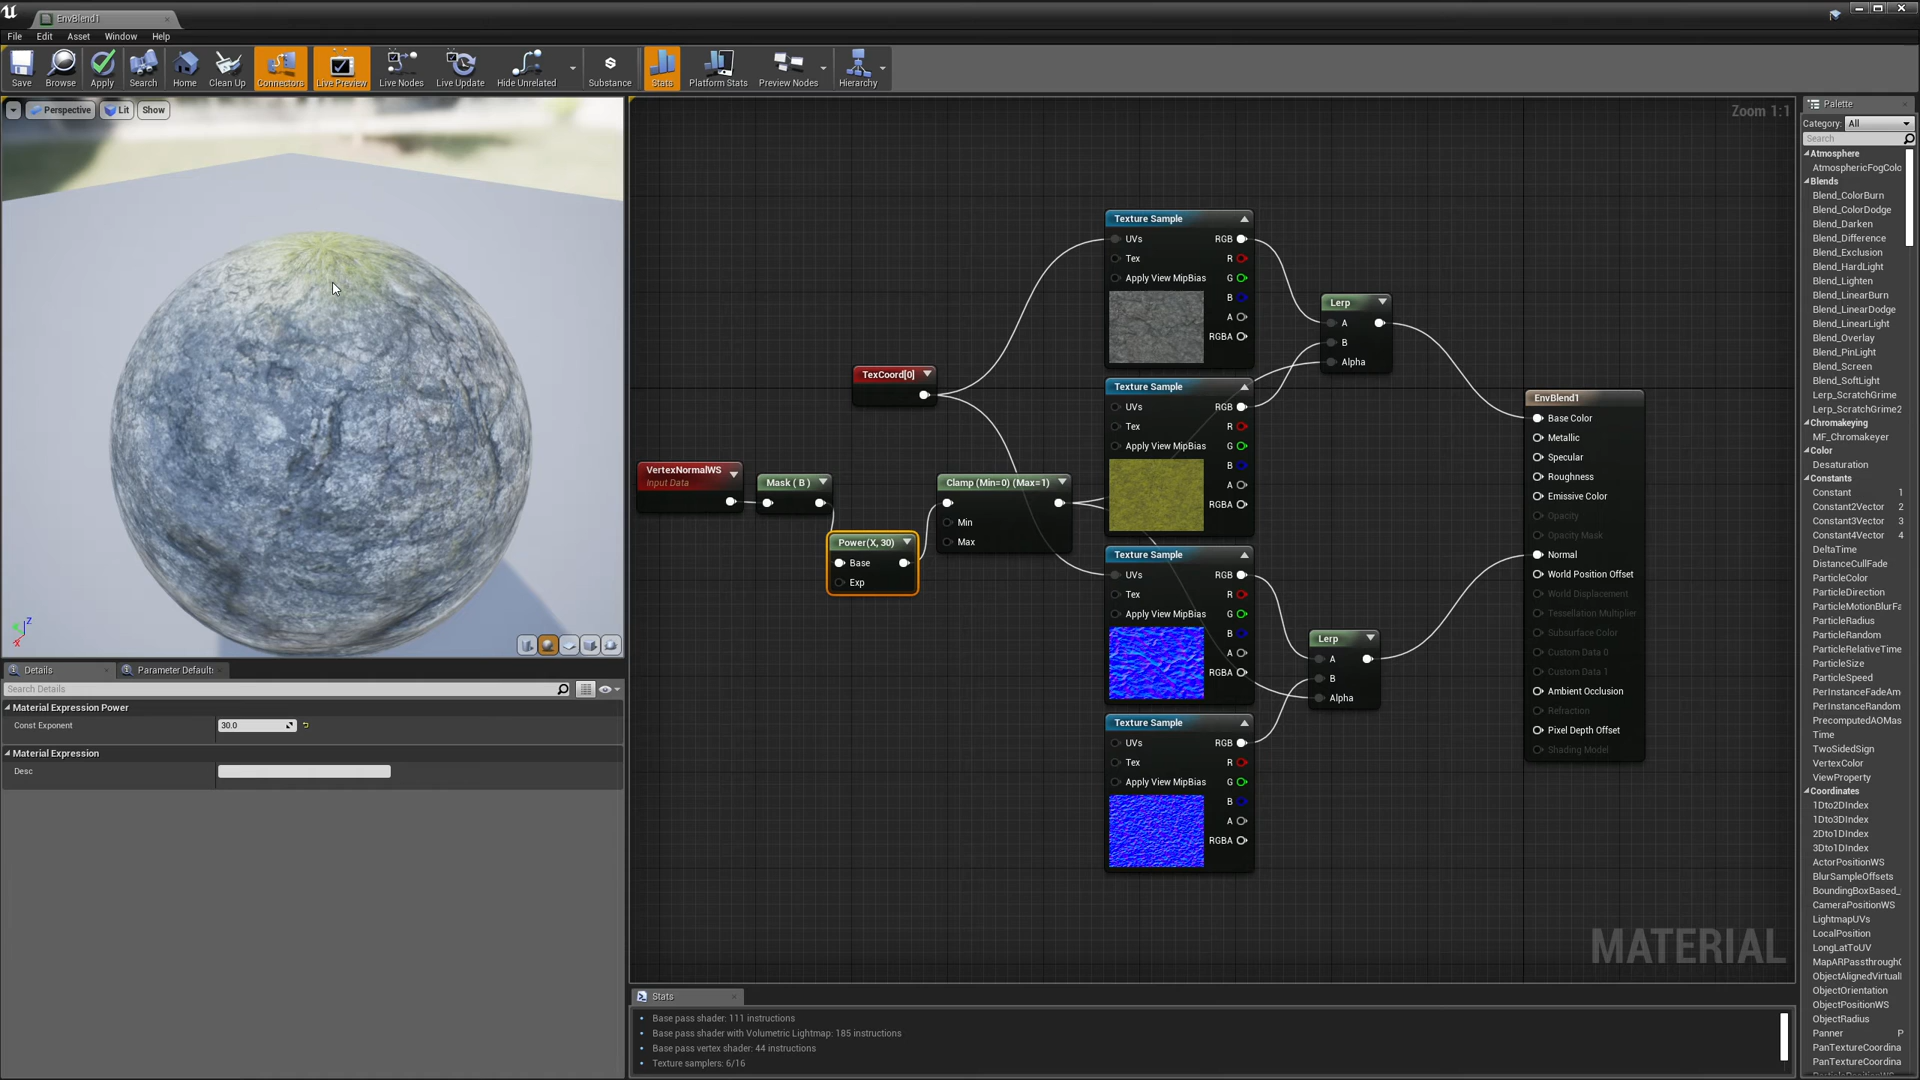 EnvBlend1
File Edit Asset Window Help
Save Browse Apply Search Home Clean Up Connectors Live Preview Live Nodes Live Update Hide Unrelated Substance Stats Platform Stats Preview Nodes Hierarchy
Perspective Lit Show
Zoom 1:1
Z
X
Texture Sample
UVs RGB
Tex R
Apply View MipBias G
B
A
RGBA
Lerp
A
B
Alpha
TexCoord[0]
Texture Sample
UVs RGB
Tex R
Apply View MipBias G
B
A
RGBA
VertexNormalWS
Input Data
Mask ( B )
Clamp (Min=0) (Max=1)
Min
Max
Power(X, 30)
Base
Exp
Texture Sample
UVs RGB
Tex R
Apply View MipBias G
B
A
RGBA
Lerp
A
B
Alpha
Texture Sample
UVs RGB
Tex R
Apply View MipBias G
B
A
RGBA
EnvBlend1
Base Color
Metallic
Specular
Roughness
Emissive Color
Opacity
Opacity Mask
Normal
World Position Offset
World Displacement
Tessellation Multiplier
Subsurface Color
Custom Data 0
Custom Data 1
Ambient Occlusion
Refraction
Pixel Depth Offset
Shading Model
MATERIAL
Details Parameter Default
Search Details
Material Expression Power
Const Exponent 30.0
Material Expression
Desc
Stats
Base pass shader: 111 instructions
Base pass shader with Volumetric Lightmap: 185 instructions
Base pass vertex shader: 44 instructions
Texture samplers: 6/16
Palette
Category: All
Search
Atmosphere
AtmosphericFogColo
Blends
Blend_ColorBurn
Blend_ColorDodge
Blend_Darken
Blend_Difference
Blend_Exclusion
Blend_HardLight
Blend_Lighten
Blend_LinearBurn
Blend_LinearDodge
Blend_LinearLight
Blend_Overlay
Blend_PinLight
Blend_Screen
Blend_SoftLight
Lerp_ScratchGrime
Lerp_ScratchGrime2
Chromakeying
MF_Chromakeyer
Color
Desaturation
Constants
Constant 1
Constant2Vector 2
Constant3Vector 3
Constant4Vector 4
DeltaTime
DistanceCullFade
ParticleColor
ParticleDirection
ParticleMotionBlurFa
ParticleRadius
ParticleRandom
ParticleRelativeTime
ParticleSize
ParticleSpeed
PerInstanceFadeAm
PerInstanceRandom
PrecomputedAOMas
Time
TwoSidedSign
VertexColor
ViewProperty
Coordinates
1Dto2DIndex
1Dto3DIndex
2Dto1DIndex
3Dto1DIndex
ActorPositionWS
BlurSampleOffsets
BoundingBoxBased_
CameraPositionWS
LightmapUVs
LocalPosition
LongLatToUV
MapARPassthrough
ObjectAlignedVirtual
ObjectOrientation
ObjectPositionWS
ObjectRadius
Panner P
PanTextureCoordina
PanTextureCoordina